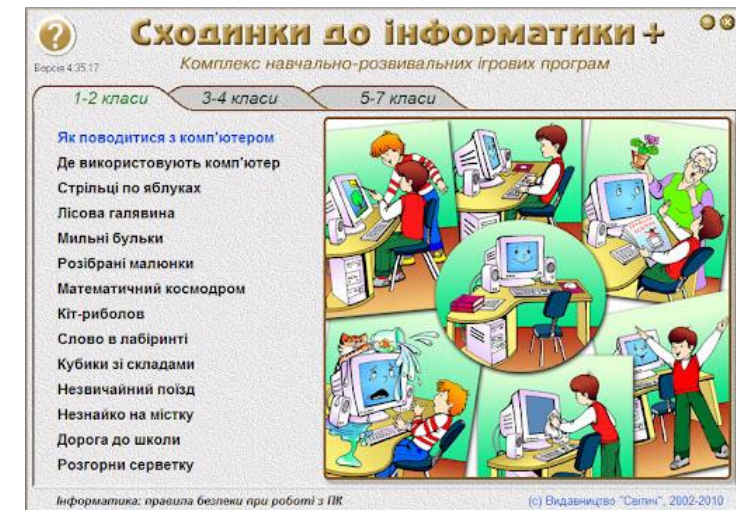 ?
Сходинки до інформатики +
Версія 4.35.17
Комплекс навчально-розвивальних ігрових програм
1-2 класи
3-4 класи
5-7 класи
Як поводитися з комп'ютером
Де використовують комп'ютер
Стрільці по яблуках
Лісова галявина
Мильні бульки
Розібрані малюнки
Математичний космодром
Кіт-риболов
Слово в лабіринті
Кубики зі складами
Незвичайний поїзд
Незнайко на містку
Дорога до школи
Розгорни серветку
Інформатика: правила безпеки при роботі з ПК
(с) Видавництво "Світич", 2002-2010